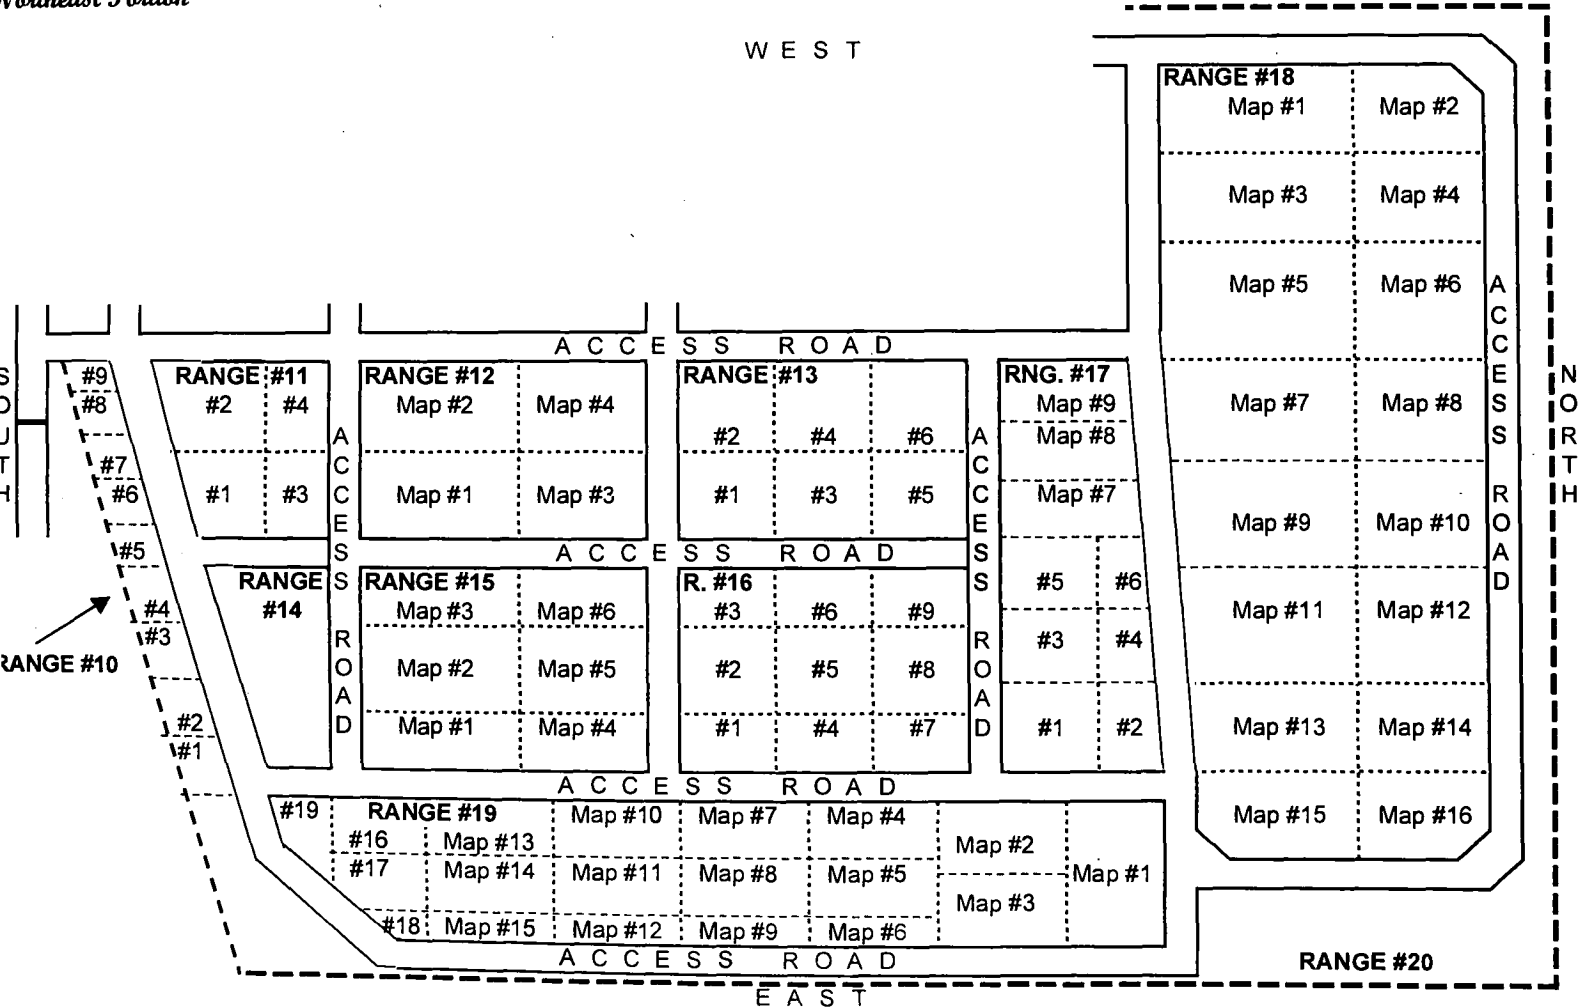 Northeast Portion
WEST
RANGE #18
Map #1 Map #2
Map #3 Map #4
Map #5 Map #6
Map #7 Map #8
Map #9 Map #10
Map #11 Map #12
Map #13 Map #14
Map #15 Map #16
ACCESS ROAD
NORTH
ACCESS ROAD
SOUTH
#9
#8
#7
#6
#5
#4
#3
#2
#1
RANGE #10
RANGE #11
#2 #4
#1 #3
ACCESS ROAD
RANGE #12
Map #2 Map #4
Map #1 Map #3
RANGE #13
#2 #4 #6
#1 #3 #5
ACCESS ROAD
RNG. #17
Map #9
Map #8
Map #7
#5 #6
#3 #4
#1 #2
ACCESS ROAD
RANGE
#14
RANGE #15
Map #3 Map #6
Map #2 Map #5
Map #1 Map #4
R. #16
#3 #6 #9
#2 #5 #8
#1 #4 #7
ACCESS ROAD
RANGE #19
#19 Map #10 Map #7 Map #4
#16 Map #13 Map #2
#17 Map #14 Map #11 Map #8 Map #5 Map #1
Map #3
#18 Map #15 Map #12 Map #9 Map #6
ACCESS ROAD
RANGE #20
EAST